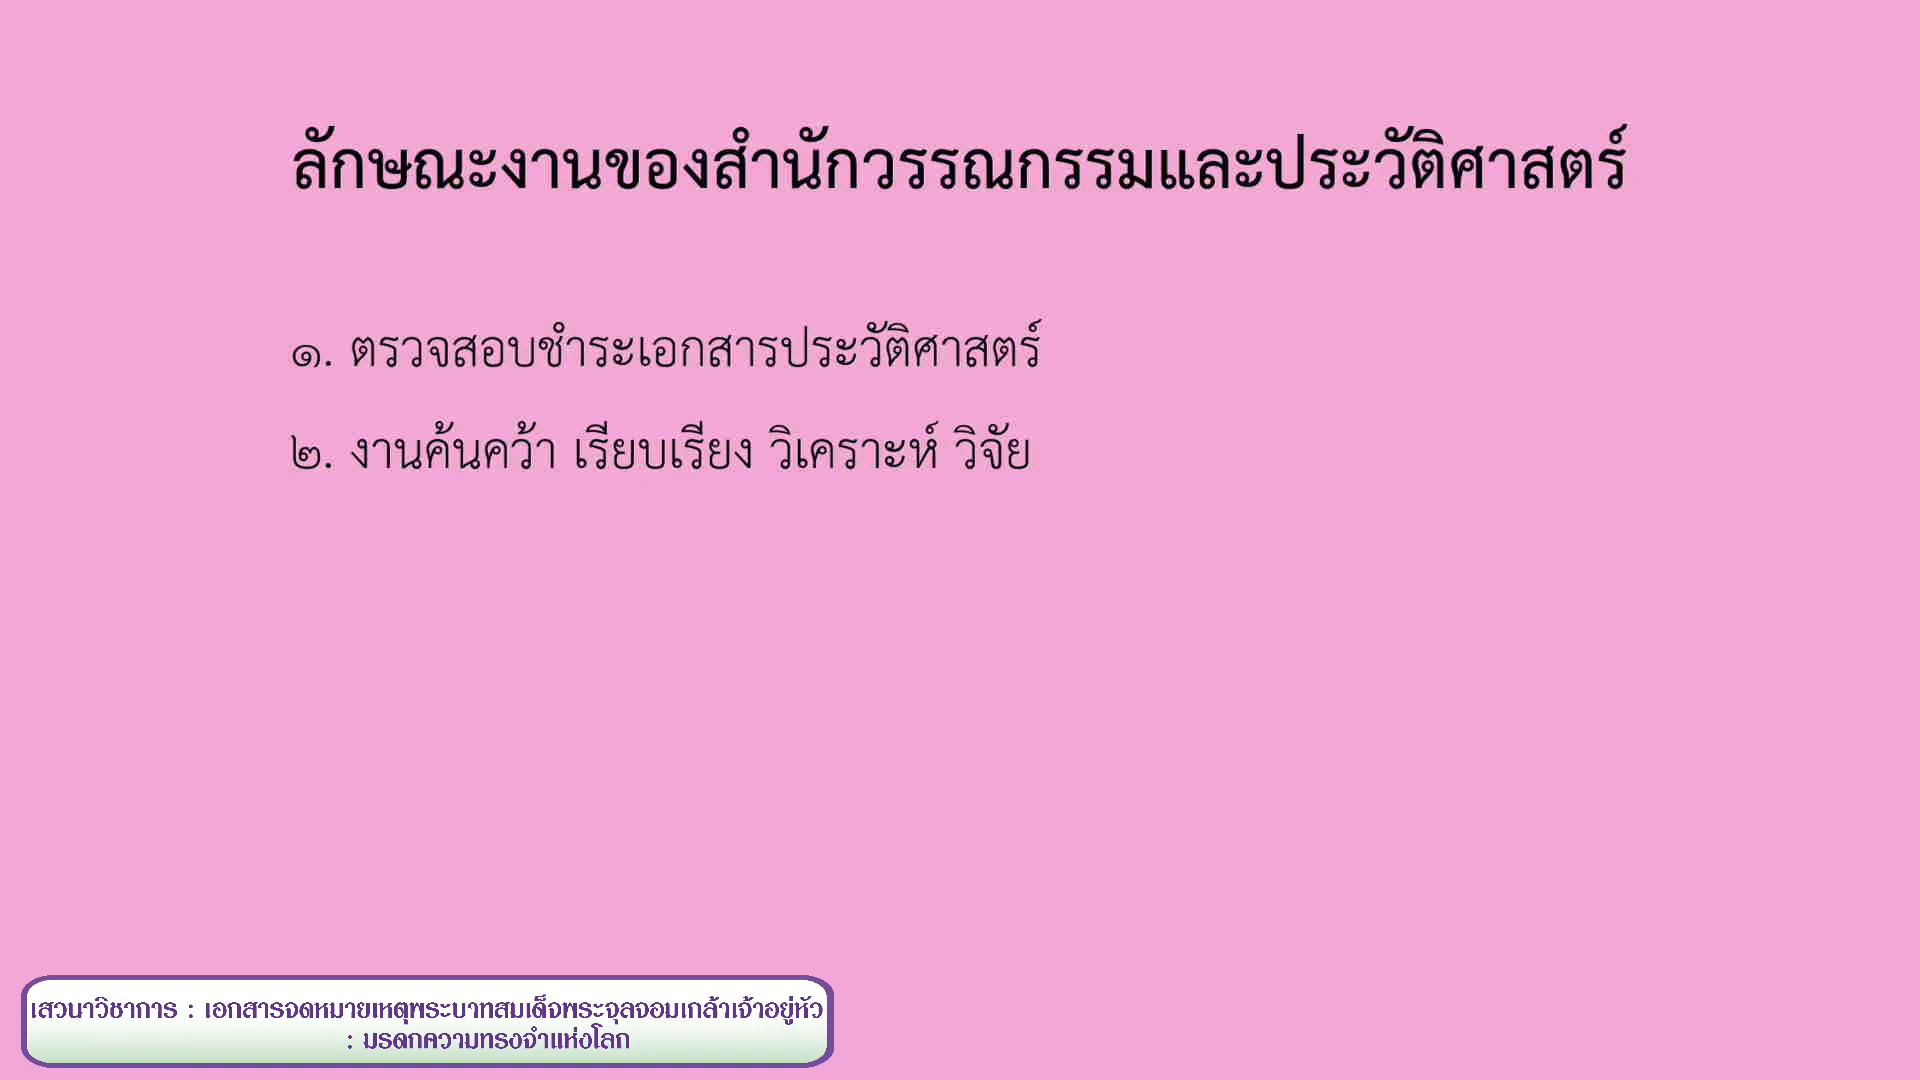 ลักษณะงานของสำนักวรรณกรรมและประวัติศาสตร์
๑. ตรวจสอบชำระเอกสารประวัติศาสตร์
๒. งานค้นคว้า เรียบเรียง วิเคราะห์ วิจัย
เสวนาวิชาการ : เอกสารจดหมายเหตุพระบาทสมเด็จพระจุลจอมเกล้าเจ้าอยู่หัว
: มรดกความทรงจำแห่งโลก